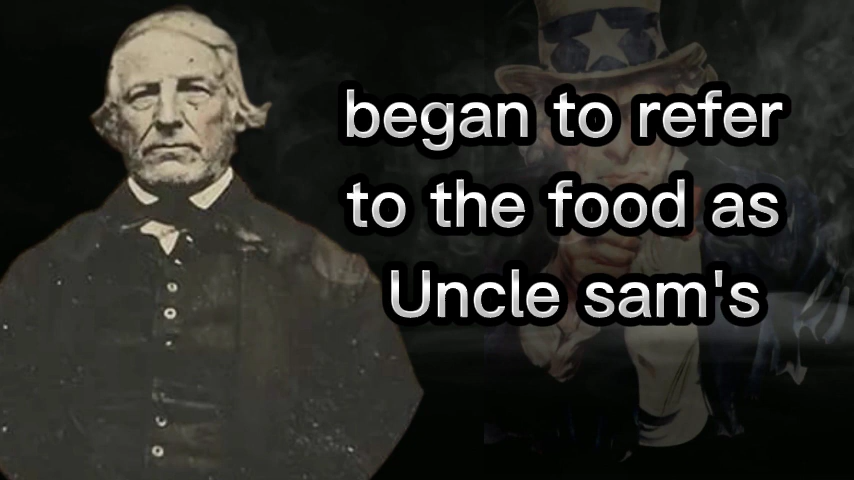 began to refer
to the food as
Uncle sam's